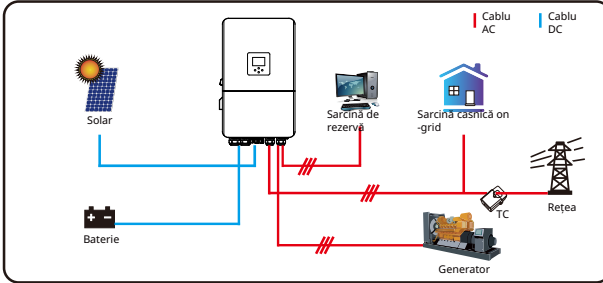 Cablu
AC
Cablu
DC
Solar
Sarcină de
rezervă
Sarcină casnică on
-grid
TC
Rețea
Baterie
Generator